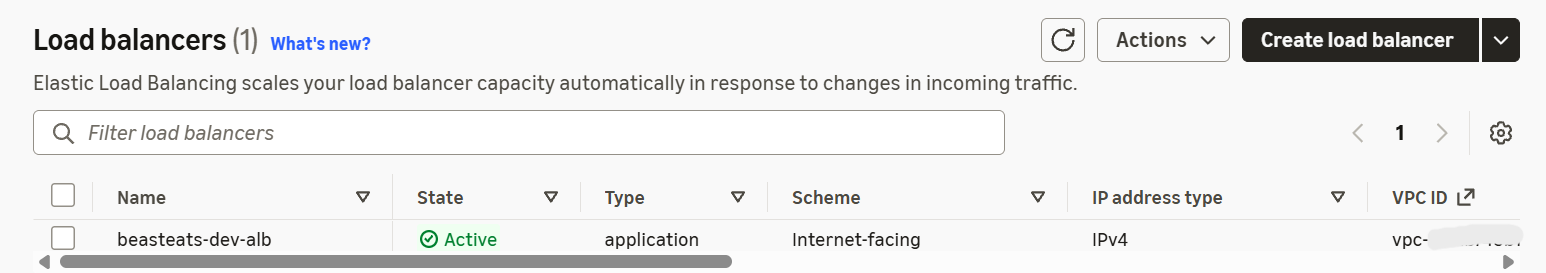 Load balancers (1) What's new?
Actions
Create load balancer
Elastic Load Balancing scales your load balancer capacity automatically in response to changes in incoming traffic.
Filter load balancers
1
Name State Type Scheme IP address type VPC ID
beasteats-dev-alb Active application Internet-facing IPv4 vpc-